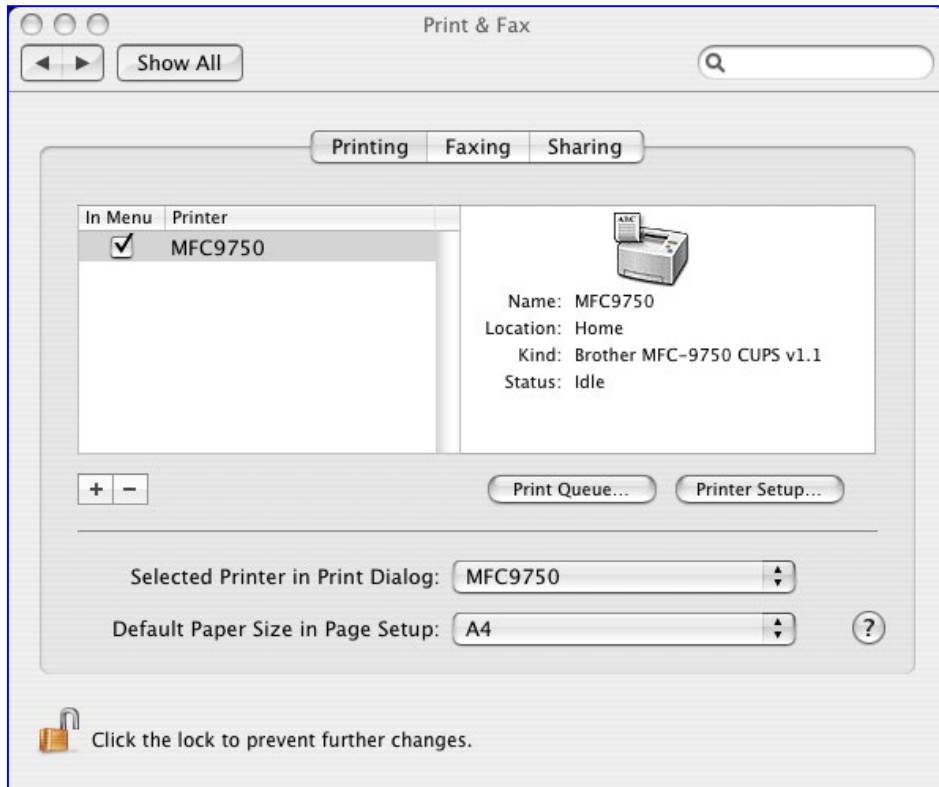 Print & Fax
Show All
Printing Faxing Sharing
In Menu Printer
MFC9750
ABC
Name: MFC9750
Location: Home
Kind: Brother MFC-9750 CUPS v1.1
Status: Idle
+ −
Print Queue... Printer Setup...
Selected Printer in Print Dialog: MFC9750
Default Paper Size in Page Setup: A4 ?
Click the lock to prevent further changes.